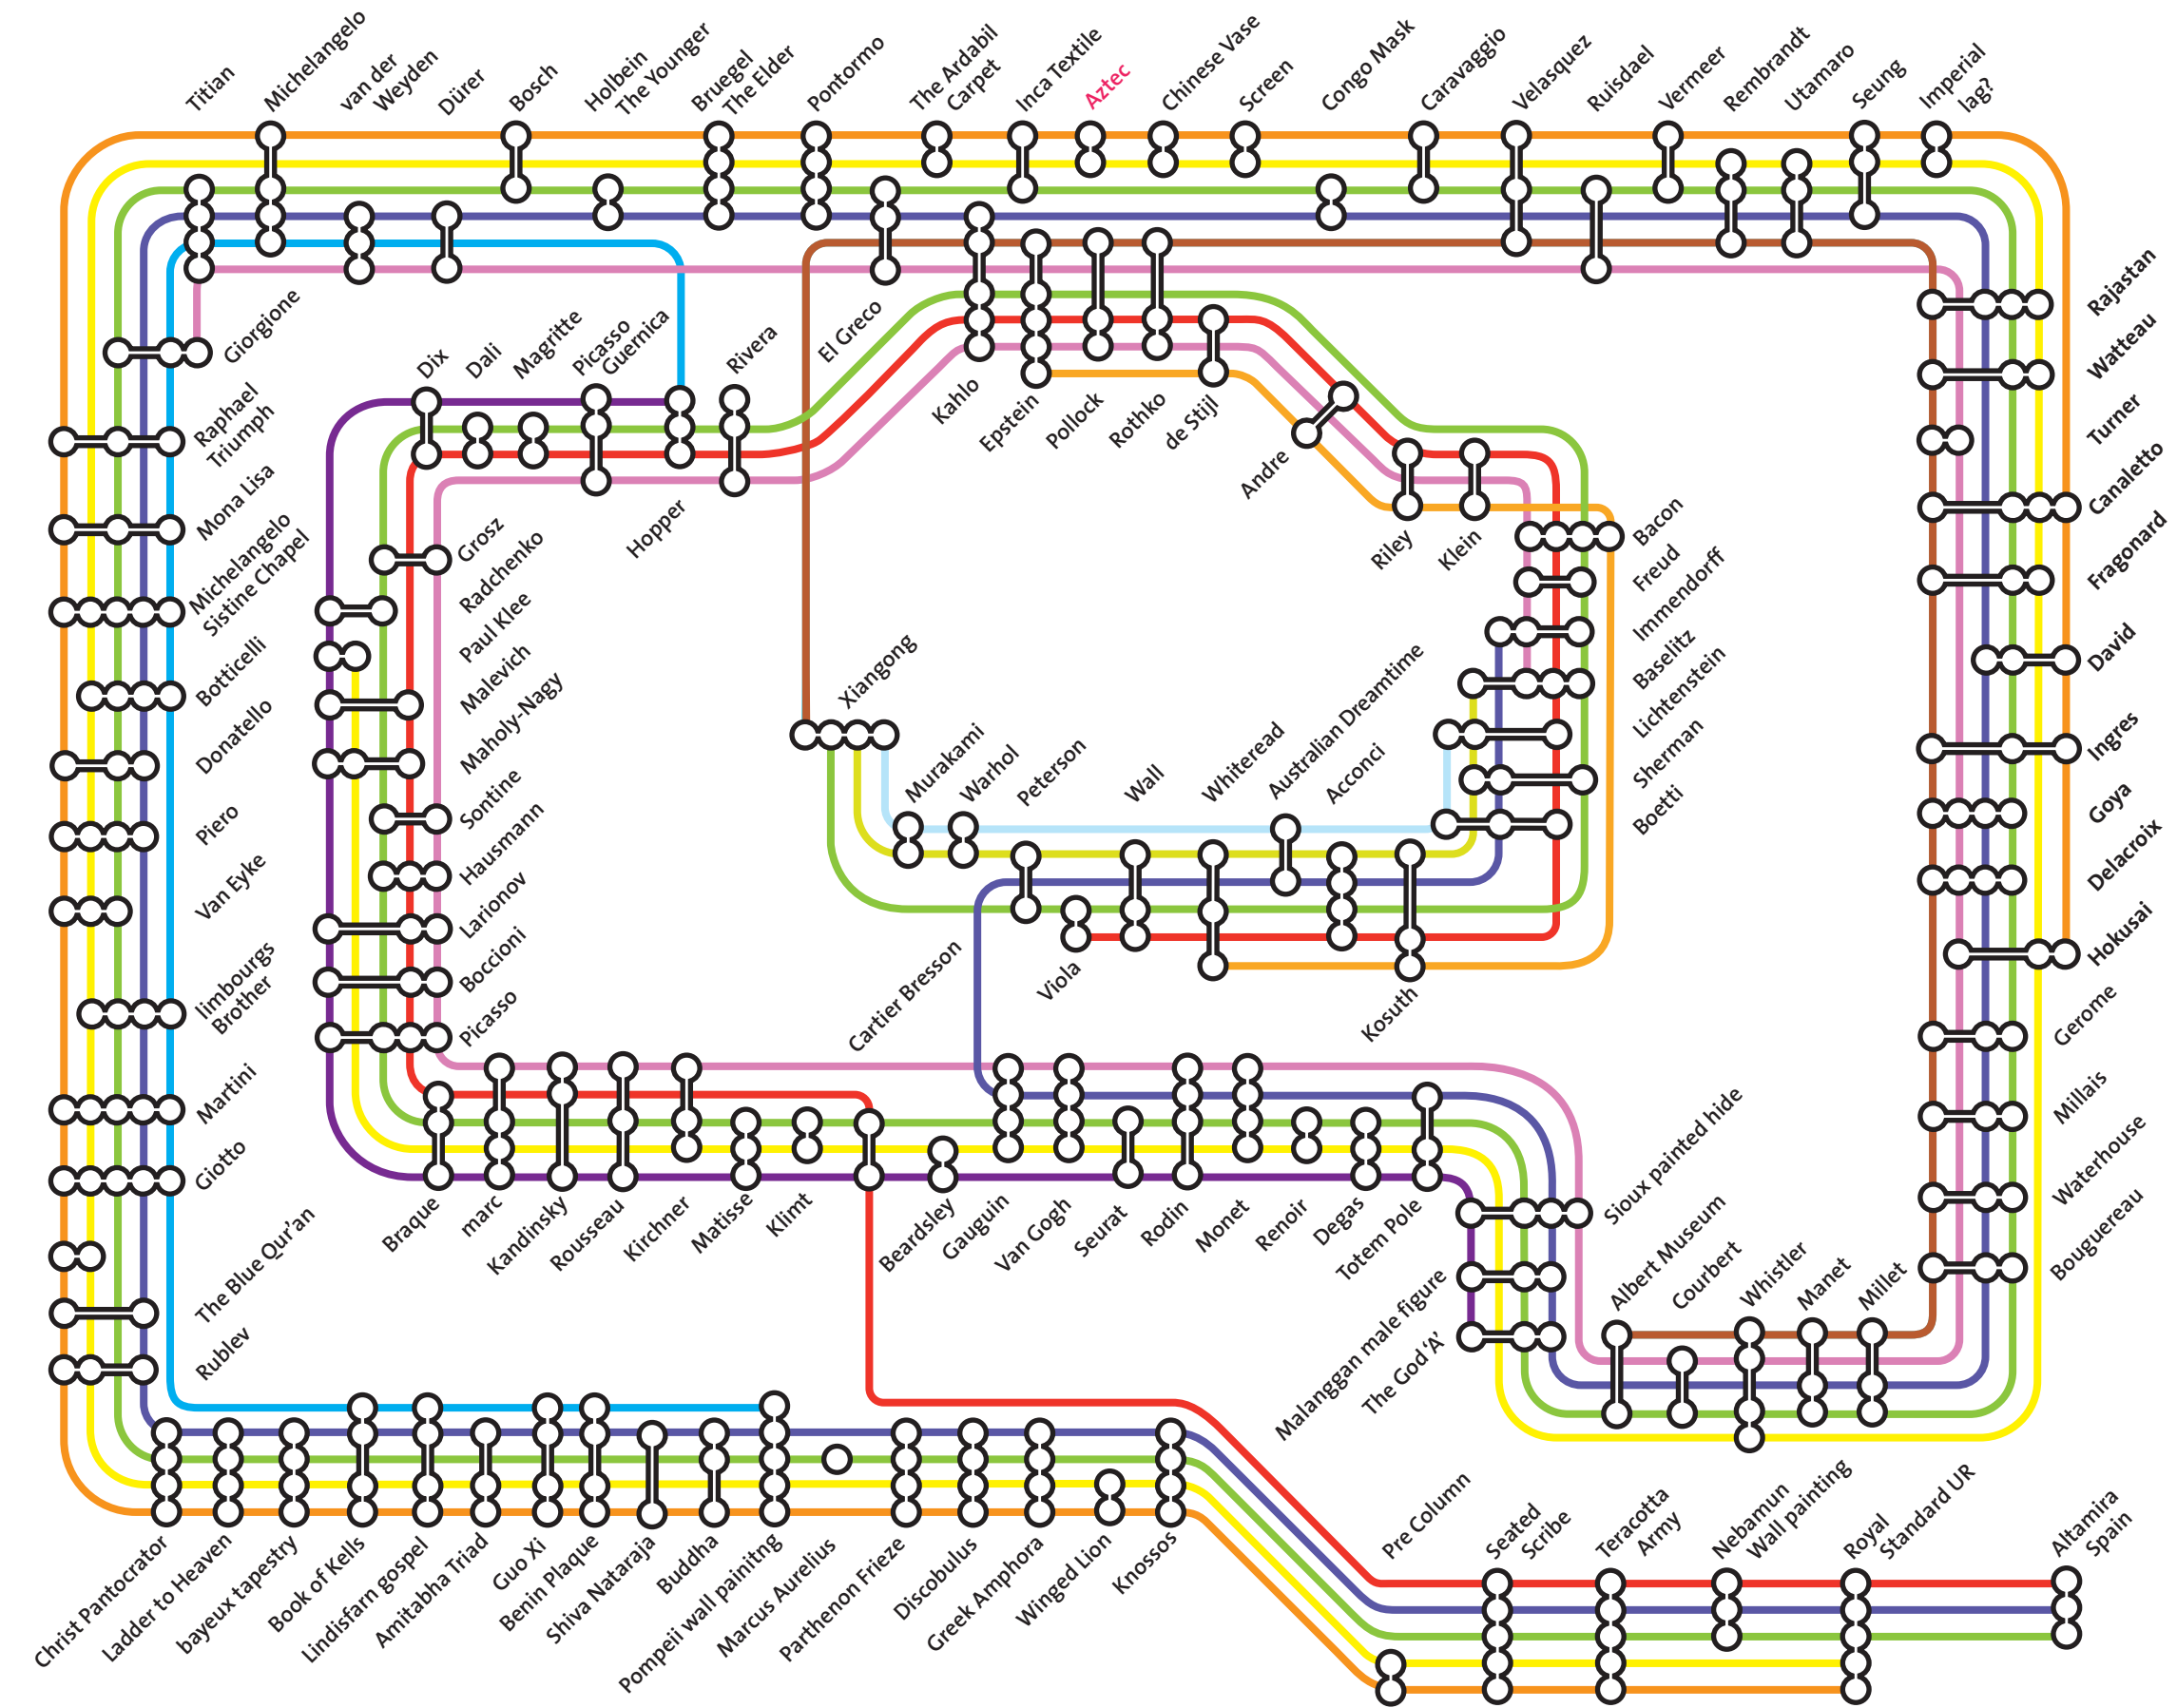 Titian
Michelangelo
van der
Weyden
Dürer
Bosch
Holbein
The Younger
Bruegel
The Elder
Pontormo
The Ardabil
Carpet
Inca Textile
Aztec
Chinese Vase
Screen
Congo Mask
Caravaggio
Velasquez
Ruisdael
Vermeer
Rembrandt
Utamaro
Seung
Imperial
lag?
Giorgione
Raphael
Triumph
Mona Lisa
Michelangelo
Sistine Chapel
Botticelli
Donatello
Piero
Van Eyke
limbourgs
Brother
Martini
Giotto
The Blue Qur'an
Rublev
Dix
Dali
Magritte
Picasso
Guernica
Rivera
El Greco
Hopper
Kahlo
Epstein
Pollock
Rothko
de Stijl
Andre
Riley
Klein
Grosz
Radchenko
Paul Klee
Malevich
Maholy-Nagy
Sontine
Hausmann
Larionov
Boccioni
Picasso
Bacon
Freud
Immendorff
Baselitz
Lichtenstein
Sherman
Boetti
Xiangong
Murakami
Warhol
Peterson
Wall
Whiteread
Australian Dreamtime
Acconci
Viola
Kosuth
Cartier Bresson
Rajastan
Watteau
Turner
Canaletto
Fragonard
David
Ingres
Goya
Delacroix
Hokusai
Gerome
Millais
Waterhouse
Bouguereau
Braque
marc
Kandinsky
Rousseau
Kirchner
Matisse
Klimt
Beardsley
Gauguin
Van Gogh
Seurat
Rodin
Monet
Renoir
Degas
Totem Pole
Sioux painted hide
Malanggan male figure
The God 'A'
Albert Museum
Courbert
Whistler
Manet
Millet
Christ Pantocrator
Ladder to Heaven
bayeux tapestry
Book of Kells
Lindisfarn gospel
Amitabha Triad
Guo Xi
Benin Plaque
Shiva Nataraja
Buddha
Pompeii wall painitng
Marcus Aurelius
Parthenon Frieze
Discobulus
Greek Amphora
Winged Lion
Knossos
Pre Column
Seated
Scribe
Teracotta
Army
Nebamun
Wall painting
Royal
Standard UR
Altamira
Spain